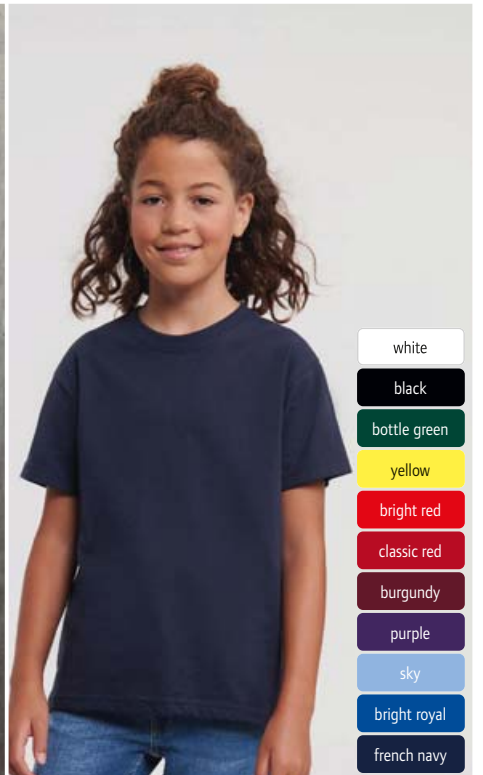 white
black
bottle green
yellow
bright red
classic red
burgundy
purple
sky
bright royal
french navy